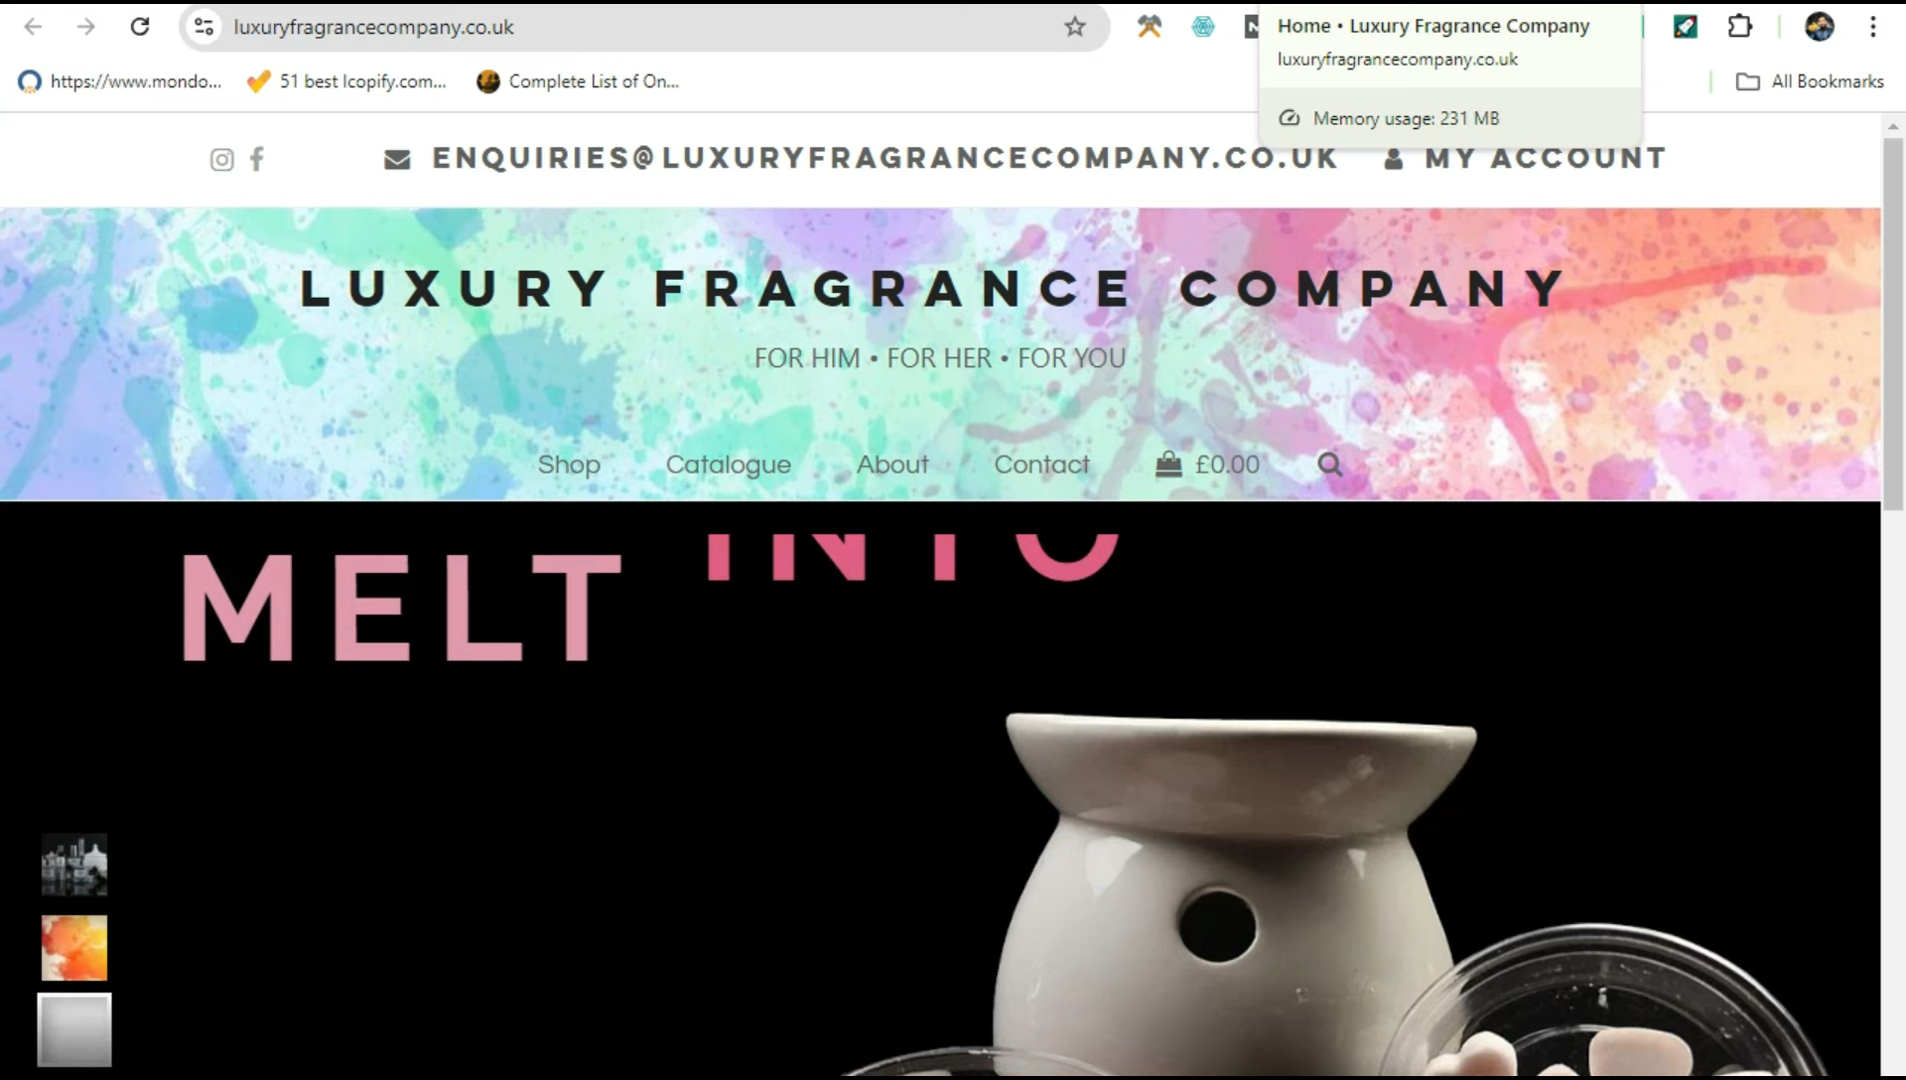 luxuryfragrancecompany.co.uk
Home • Luxury Fragrance Company
luxuryfragrancecompany.co.uk
https://www.mondo...
51 best Icopify.com...
Complete List of On...
All Bookmarks
Memory usage: 231 MB
ENQUIRIES@LUXURYFRAGRANCECOMPANY.CO.UK
MY ACCOUNT
LUXURY FRAGRANCE COMPANY
FOR HIM • FOR HER • FOR YOU
Shop Catalogue About Contact £0.00
MELT INTO